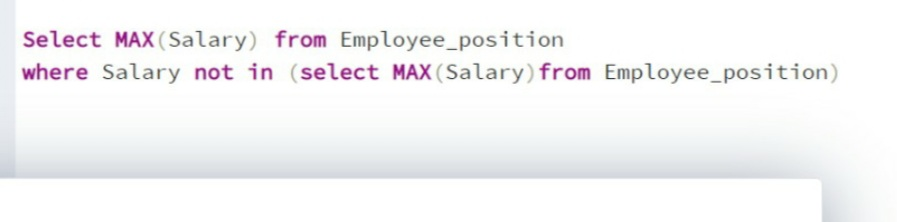 Select MAX(Salary) from Employee_position
where Salary not in (select MAX(Salary)from Employee_position)